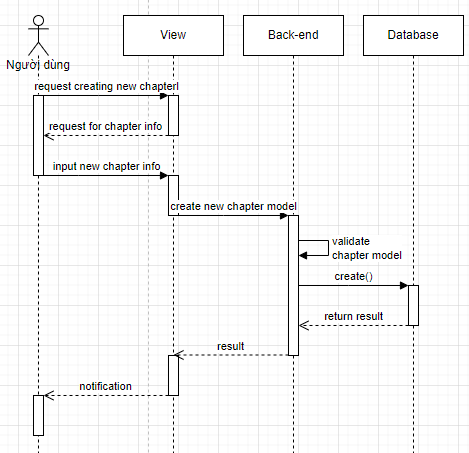 View
Back-end
Database
Người dùng
request creating new chapterl
request for chapter info
input new chapter info
create new chapter model
validate
chapter model
create()
return result
result
notification